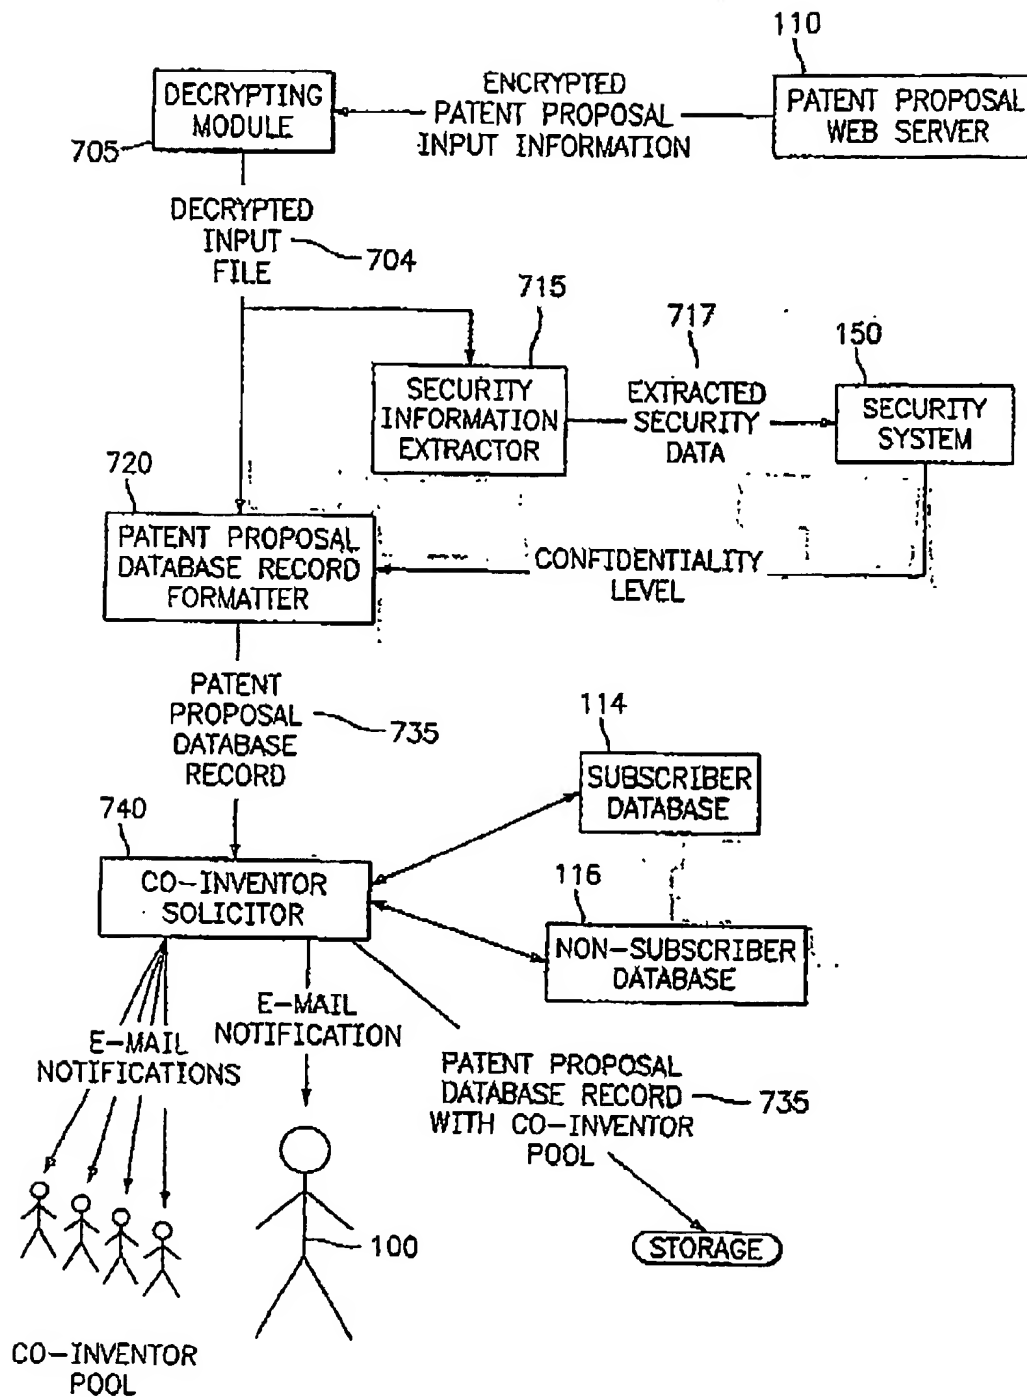 110
DECRYPTING
MODULE
705
ENCRYPTED
PATENT PROPOSAL
INPUT INFORMATION
PATENT PROPOSAL
WEB SERVER
DECRYPTED
INPUT
FILE
704
715
717
150
SECURITY
INFORMATION
EXTRACTOR
EXTRACTED
SECURITY
DATA
SECURITY
SYSTEM
720
PATENT PROPOSAL
DATABASE RECORD
FORMATTER
CONFIDENTIALITY
LEVEL
PATENT
PROPOSAL
DATABASE
RECORD
735
114
SUBSCRIBER
DATABASE
740
CO-INVENTOR
SOLICITOR
116
NON-SUBSCRIBER
DATABASE
E-MAIL
NOTIFICATIONS
E-MAIL
NOTIFICATION
PATENT PROPOSAL
DATABASE RECORD
WITH CO-INVENTOR
POOL
735
100
STORAGE
CO-INVENTOR
POOL